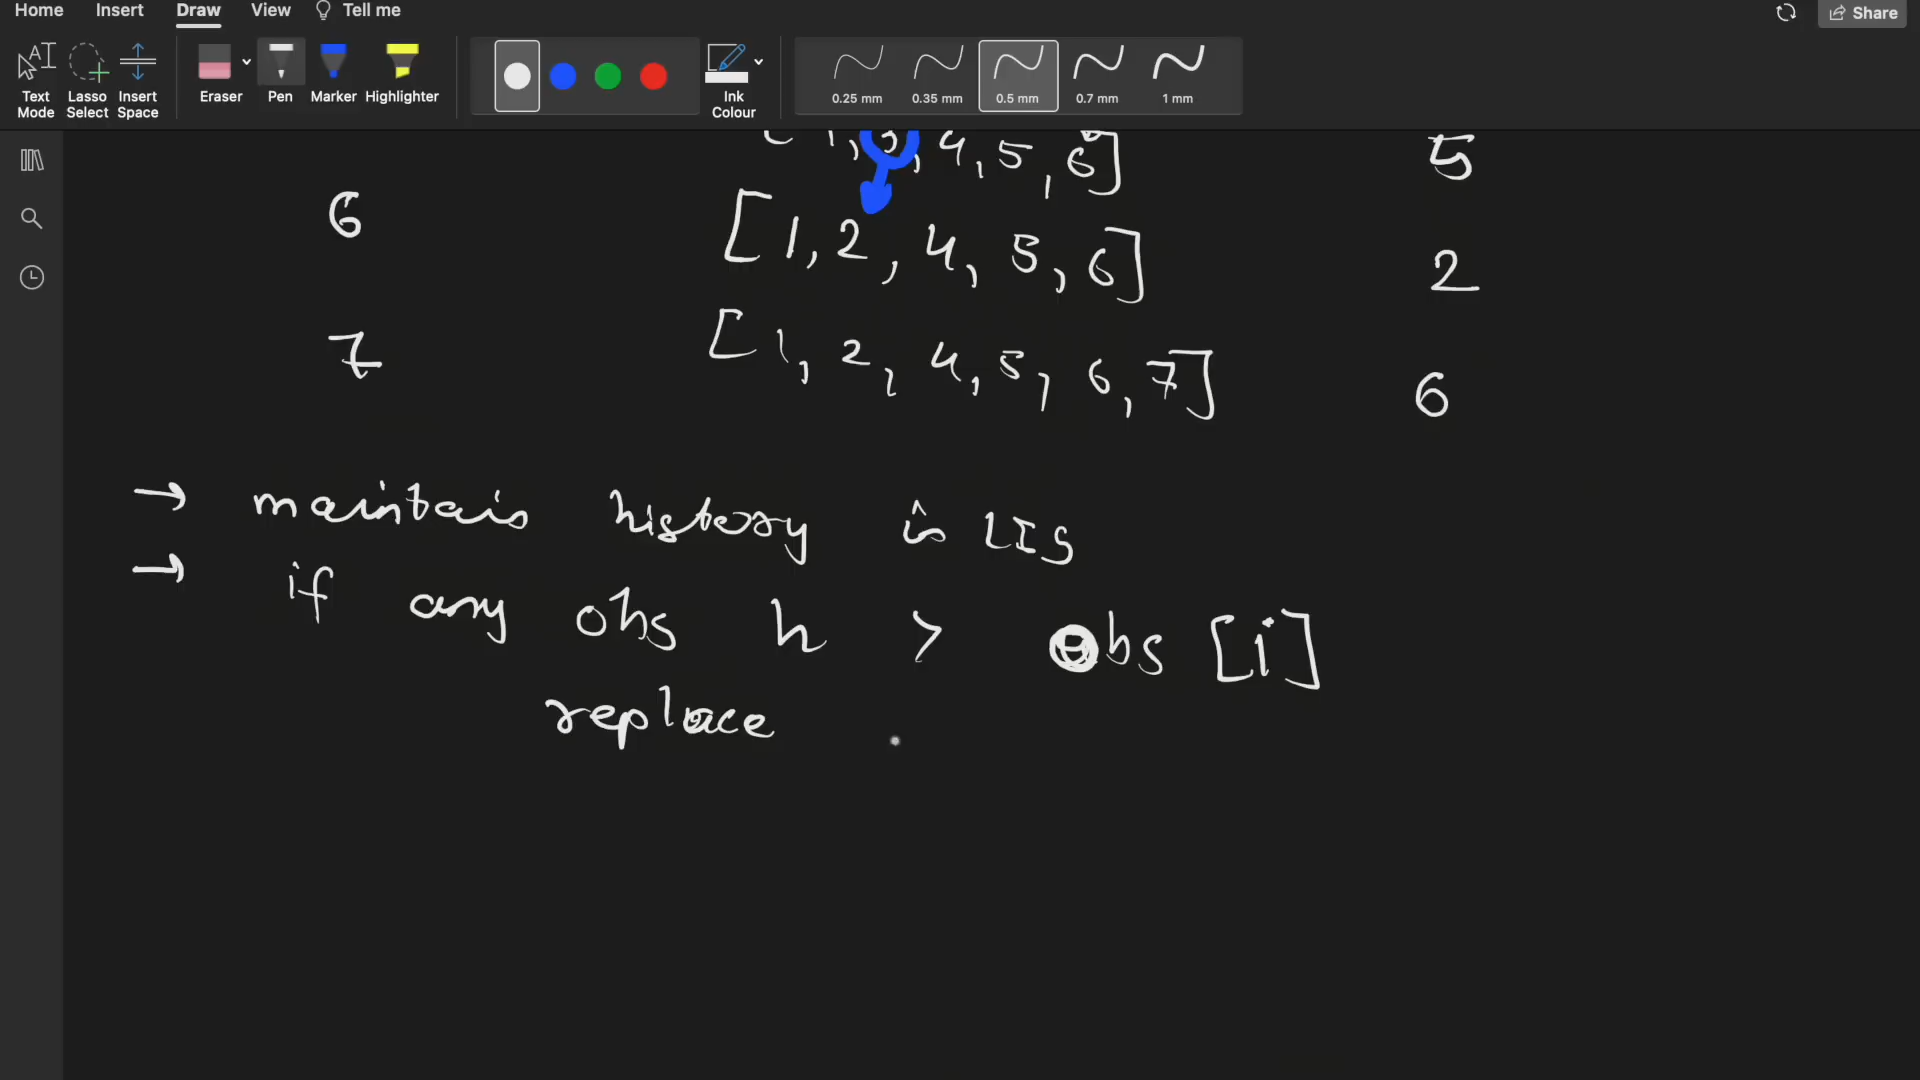 Home Insert Draw View Tell me Share
Text Mode Lasso Select Insert Space Eraser Pen Marker Highlighter Ink Colour 0.25 mm 0.35 mm 0.5 mm 0.7 mm 1 mm
[1, 3, 4, 5, 6] 5
6 [1, 2, 4, 5, 6] 2
7 [1, 2, 4, 5, 6, 7] 6
→ maintain history in LIS
→ if any obs h > obs [i]
replace